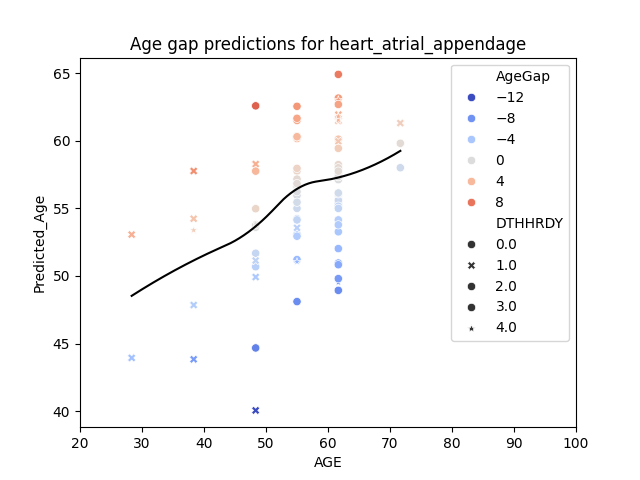 Age gap predictions for heart_atrial_appendage
Predicted_Age
65
60
55
50
45
40
20 30 40 50 60 70 80 90 100
AGE
AgeGap
−12
−8
−4
0
4
8
DTHHRDY
0.0
1.0
2.0
3.0
4.0